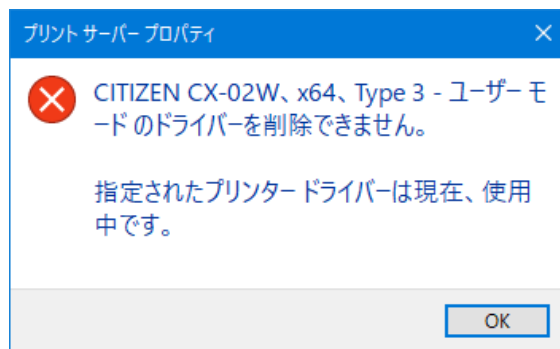 プリント サーバー プロパティ
CITIZEN CX-02W、x64、Type 3 - ユーザー モ
ード のドライバーを削除できません。
指定されたプリンター ドライバーは現在、使用
中です。
OK